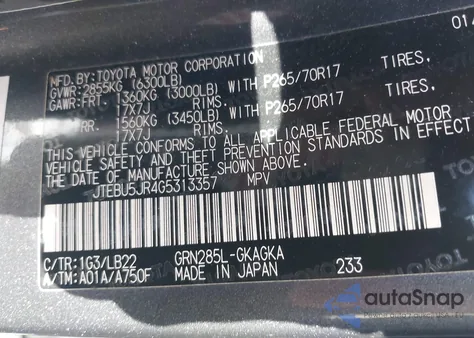 MFD.BY:TOYOTA MOTOR CORPORATION 01
GVWR:2855KG (6300LB)
GAWR:FRT. 1360KG (3000LB) WITH P265/70R17 TIRES,
17X7J RIMS.
RR. 1560KG (3450LB) WITH P265/70R17 TIRES,
17X7J RIMS.
THIS VEHICLE CONFORMS TO ALL APPLICABLE FEDERAL MOTOR
VEHICLE SAFETY AND THEFT PREVENTION STANDARDS IN EFFECT
ON THE DATE OF MANUFACTURE SHOWN ABOVE.
JTEBU5JR4G5313357 MPV
C/TR:1G3/LB22 GRN285L-GKAGKA
A/TM:A01A/A750F MADE IN JAPAN 233
autoSnap
powered by